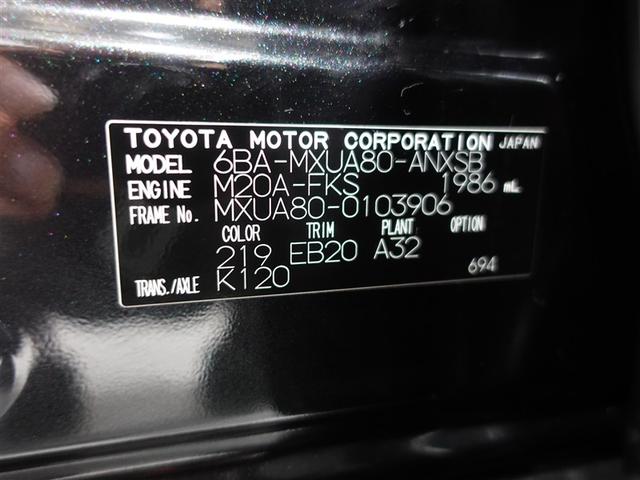 TOYOTA MOTOR CORPORATION JAPAN
MODEL 6BA-MXUA80-ANXSB
ENGINE M20A-FKS 1986 mL
FRAME No. MXUA80-0103906
COLOR TRIM PLANT OPTION
219 EB20 A32
TRANS./AXLE K120 694